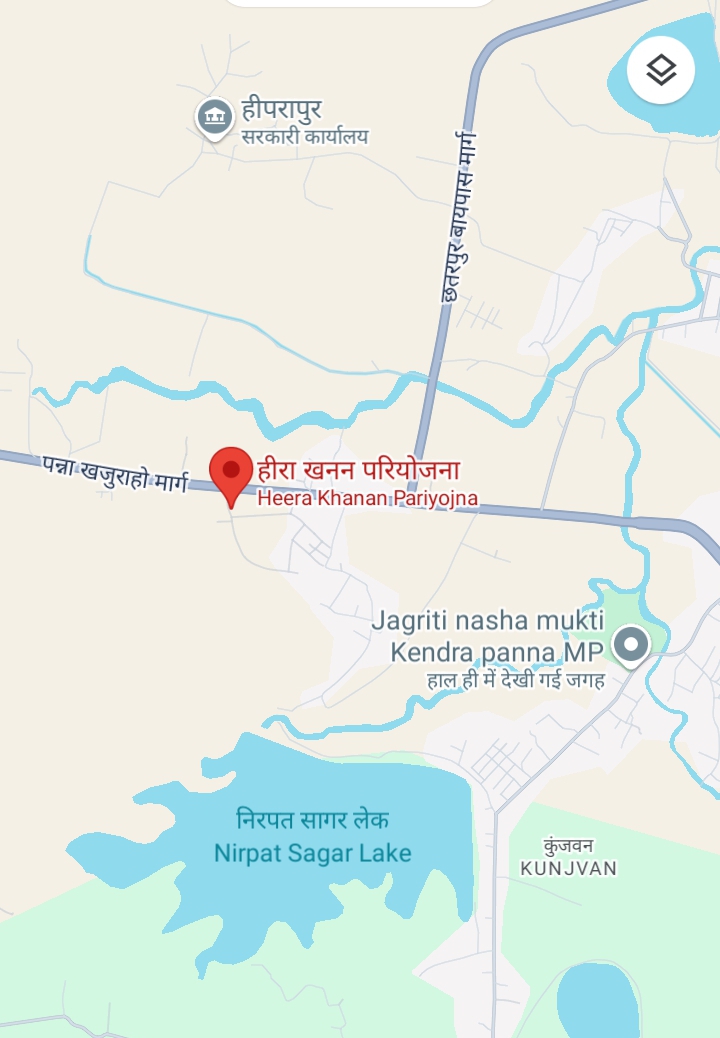 हीपरापुर
सरकारी कार्यालय
छतरपुर बायपास मार्ग
पन्ना खजुराहो मार्ग
हीरा खनन परियोजना
Heera Khanan Pariyojna
Jagriti nasha mukti
Kendra panna MP
हाल ही में देखी गई जगह
निरपत सागर लेक
Nirpat Sagar Lake
कुंजवन
KUNJVAN